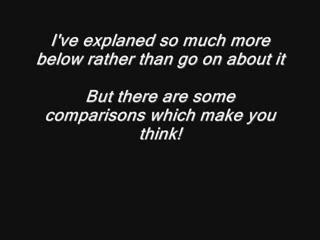 I've explaned so much more
below rather than go on about it
But there are some
comparisons which make you
think!